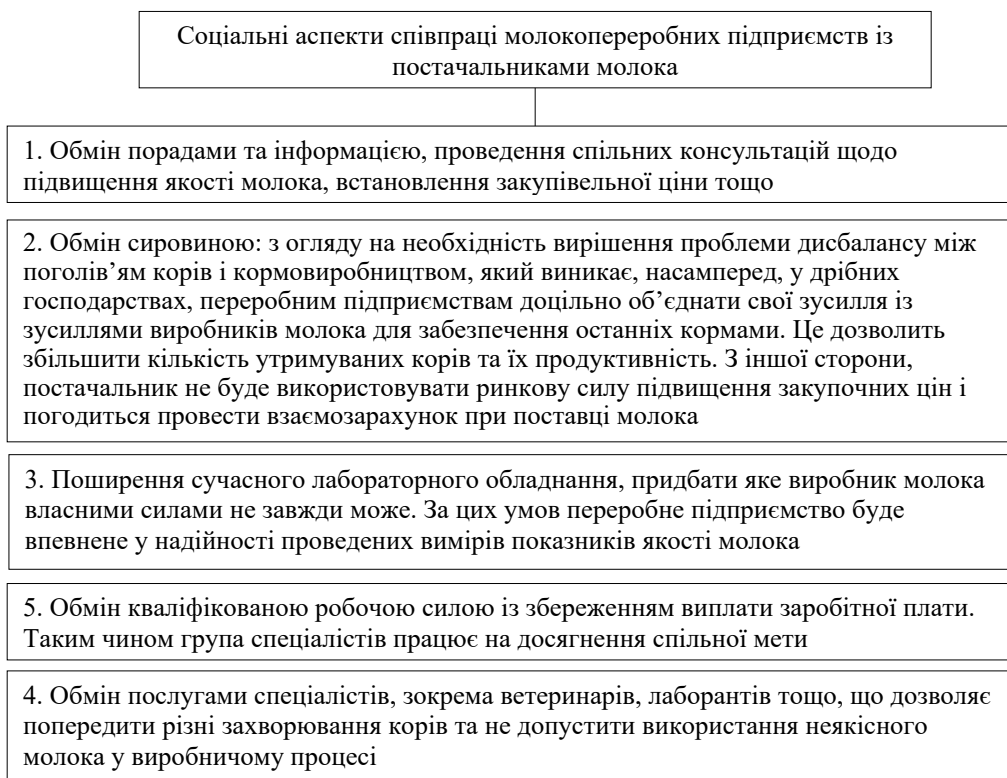 Соціальні аспекти співпраці молокопереробних підприємств із
постачальниками молока
1. Обмін порадами та інформацією, проведення спільних консультацій щодо
підвищення якості молока, встановлення закупівельної ціни тощо
2. Обмін сировиною: з огляду на необхідність вирішення проблеми дисбалансу між
поголів’ям корів і кормовиробництвом, який виникає, насамперед, у дрібних
господарствах, переробним підприємствам доцільно об’єднати свої зусилля із
зусиллями виробників молока для забезпечення останніх кормами. Це дозволить
збільшити кількість утримуваних корів та їх продуктивність. З іншої сторони,
постачальник не буде використовувати ринкову силу підвищення закупочних цін і
погодиться провести взаємозарахунок при поставці молока
3. Поширення сучасного лабораторного обладнання, придбати яке виробник молока
власними силами не завжди може. За цих умов переробне підприємство буде
впевнене у надійності проведених вимірів показників якості молока
5. Обмін кваліфікованою робочою силою із збереженням виплати заробітної плати.
Таким чином група спеціалістів працює на досягнення спільної мети
4. Обмін послугами спеціалістів, зокрема ветеринарів, лаборантів тощо, що дозволяє
попередити різні захворювання корів та не допустити використання неякісного
молока у виробничому процесі